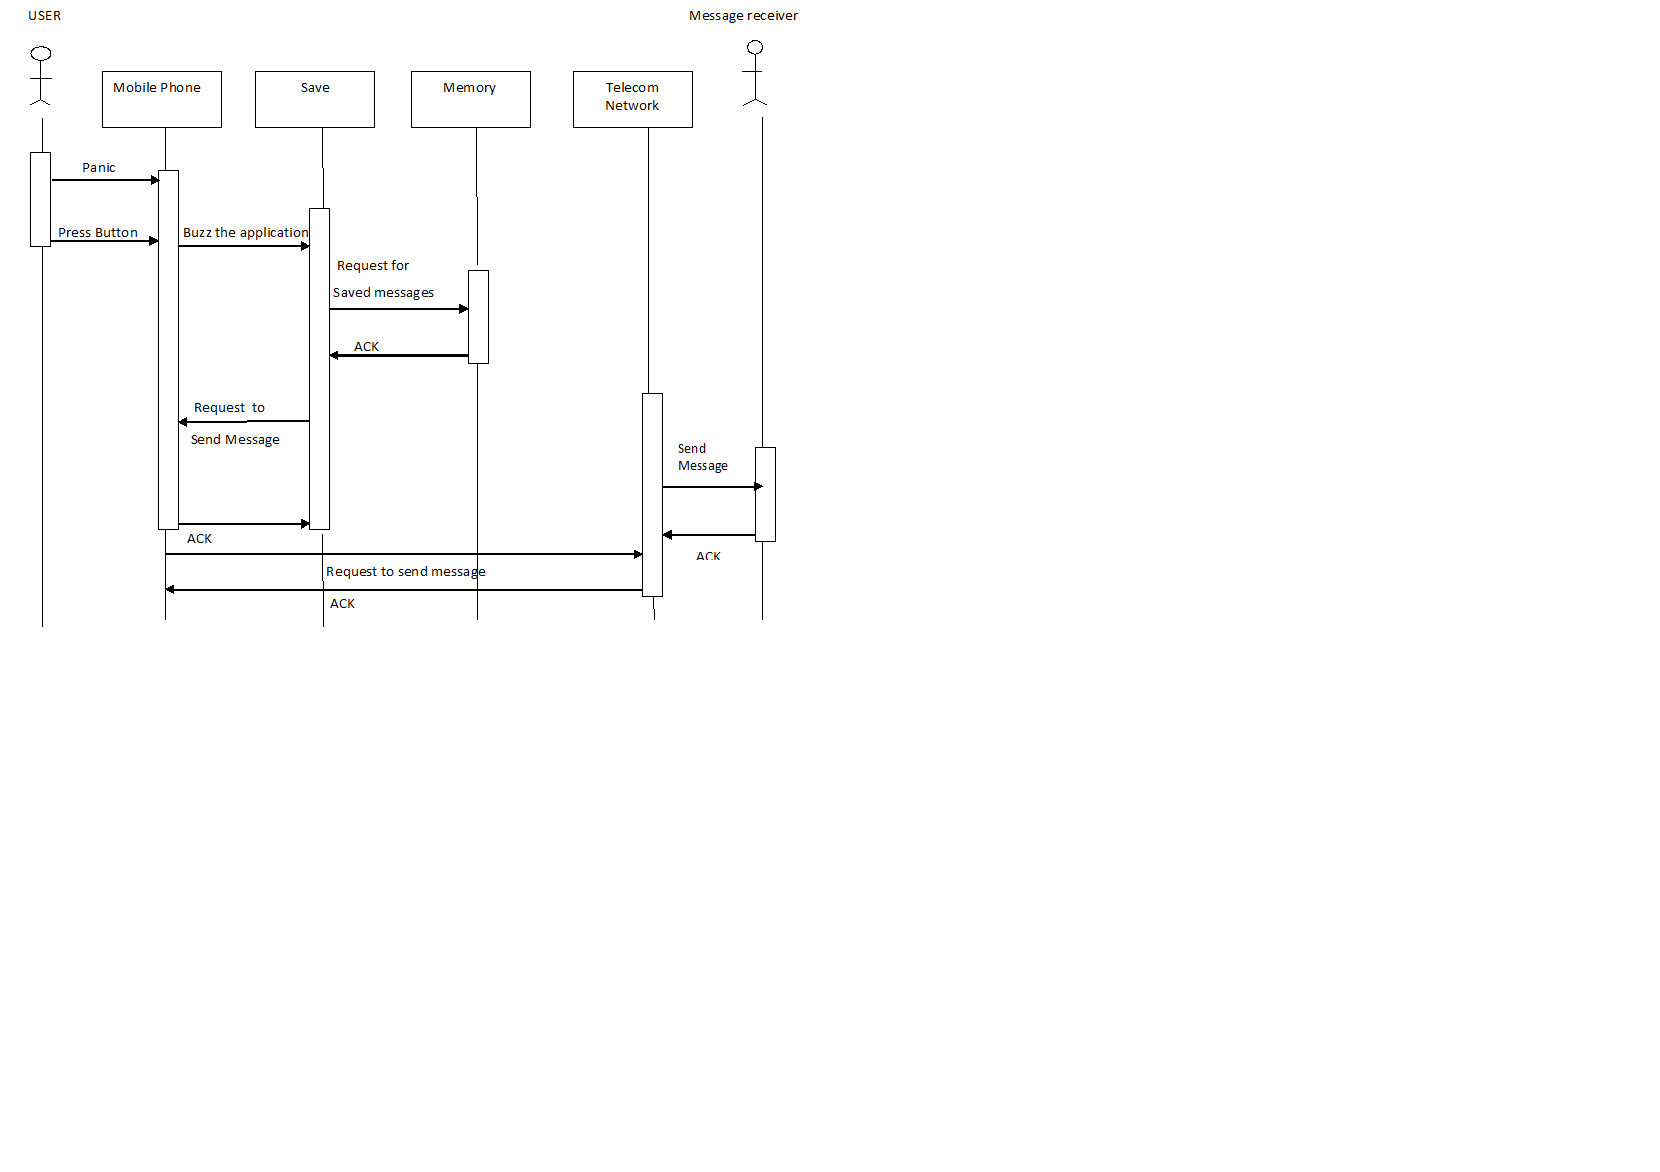 USER
Message receiver
Mobile Phone
Save
Memory
Telecom
Network
Panic
Press Button
Buzz the application
Request for
Saved messages
ACK
Request to
Send Message
Send
Message
ACK
ACK
Request to send message
ACK